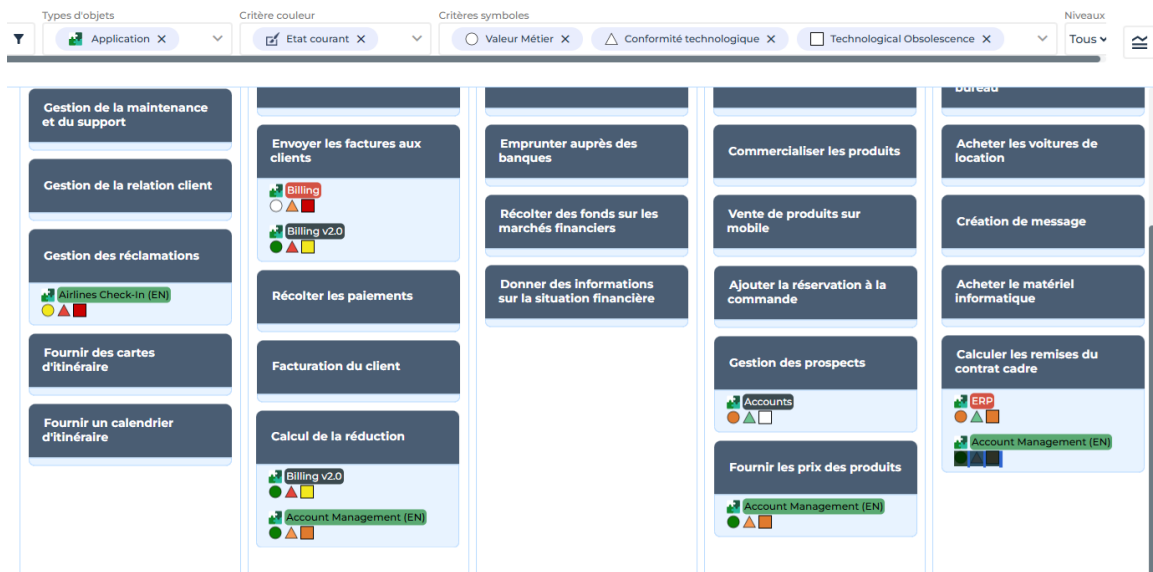 Types d'objets
Critère couleur
Critères symboles
Niveaux
Application X
Etat courant X
Valeur Métier X
Conformité technologique X
Technological Obsolescence X
Tous
Gestion de la maintenance
et du support
Gestion de la relation client
Gestion des réclamations
Airlines Check-In (EN)
Fournir des cartes
d'itinéraire
Fournir un calendrier
d'itinéraire
Envoyer les factures aux
clients
Billing
Billing v2.0
Récolter les paiements
Facturation du client
Calcul de la réduction
Billing v2.0
Account Management (EN)
Emprunter auprès des
banques
Récolter des fonds sur les
marchés financiers
Donner des informations
sur la situation financière
Commercialiser les produits
Vente de produits sur
mobile
Ajouter la réservation à la
commande
Gestion des prospects
Accounts
Fournir les prix des produits
Account Management (EN)
bureau
Acheter les voitures de
location
Création de message
Acheter le matériel
informatique
Calculer les remises du
contrat cadre
ERP
Account Management (EN)